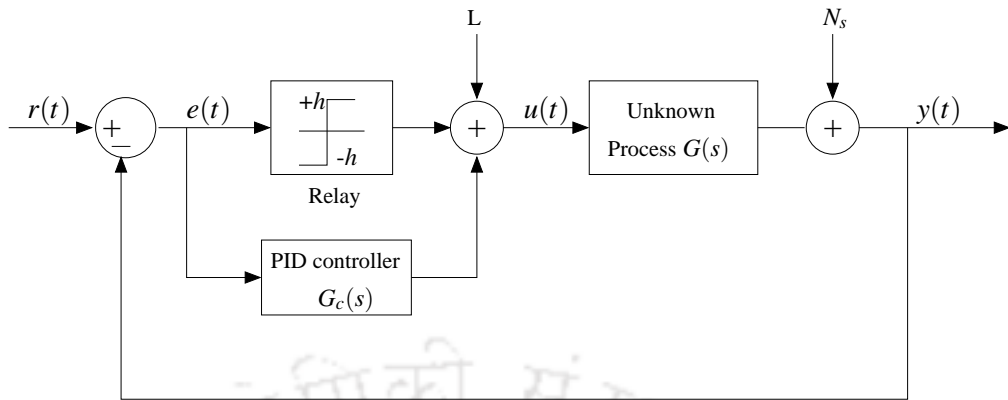 L
N_s
r(t)
+
−
e(t)
+h
-h
Relay
+
u(t)
Unknown
Process G(s)
+
y(t)
PID controller
G_c(s)